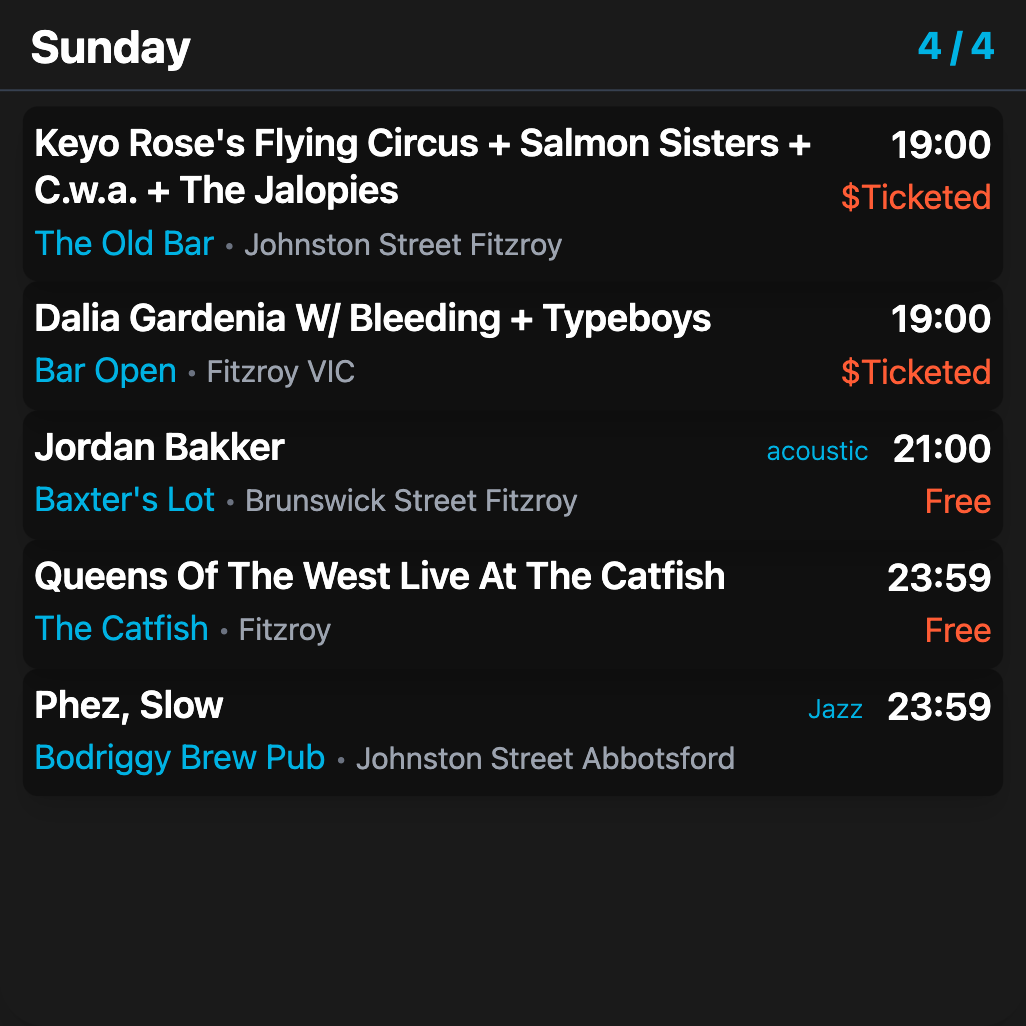 Sunday 4 / 4
Keyo Rose's Flying Circus + Salmon Sisters + 19:00
C.w.a. + The Jalopies $Ticketed
The Old Bar • Johnston Street Fitzroy
Dalia Gardenia W/ Bleeding + Typeboys 19:00
Bar Open • Fitzroy VIC $Ticketed
Jordan Bakker acoustic 21:00
Baxter's Lot • Brunswick Street Fitzroy Free
Queens Of The West Live At The Catfish 23:59
The Catfish • Fitzroy Free
Phez, Slow Jazz 23:59
Bodriggy Brew Pub • Johnston Street Abbotsford